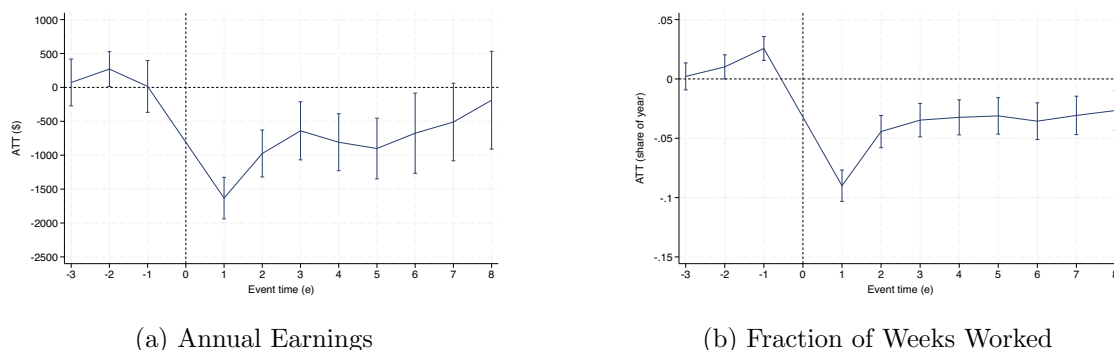 1000
500
0
-500
-1000
-1500
-2000
-2500
ATT ($)
-3 -2 -1 0 1 2 3 4 5 6 7 8
Event time (e)
(a) Annual Earnings
.05
0
-.05
-.1
-.15
ATT (share of year)
-3 -2 -1 0 1 2 3 4 5 6 7 8
Event time (e)
(b) Fraction of Weeks Worked